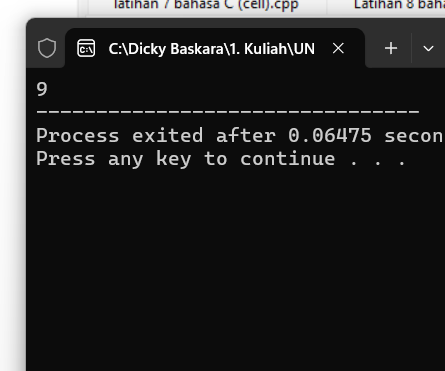 latihan 7 bahasa C (cell).cpp
Latihan 8 baha
C:\Dicky Baskara\1. Kuliah\UN
9
--------------------------------
Process exited after 0.06475 secon
Press any key to continue . . .